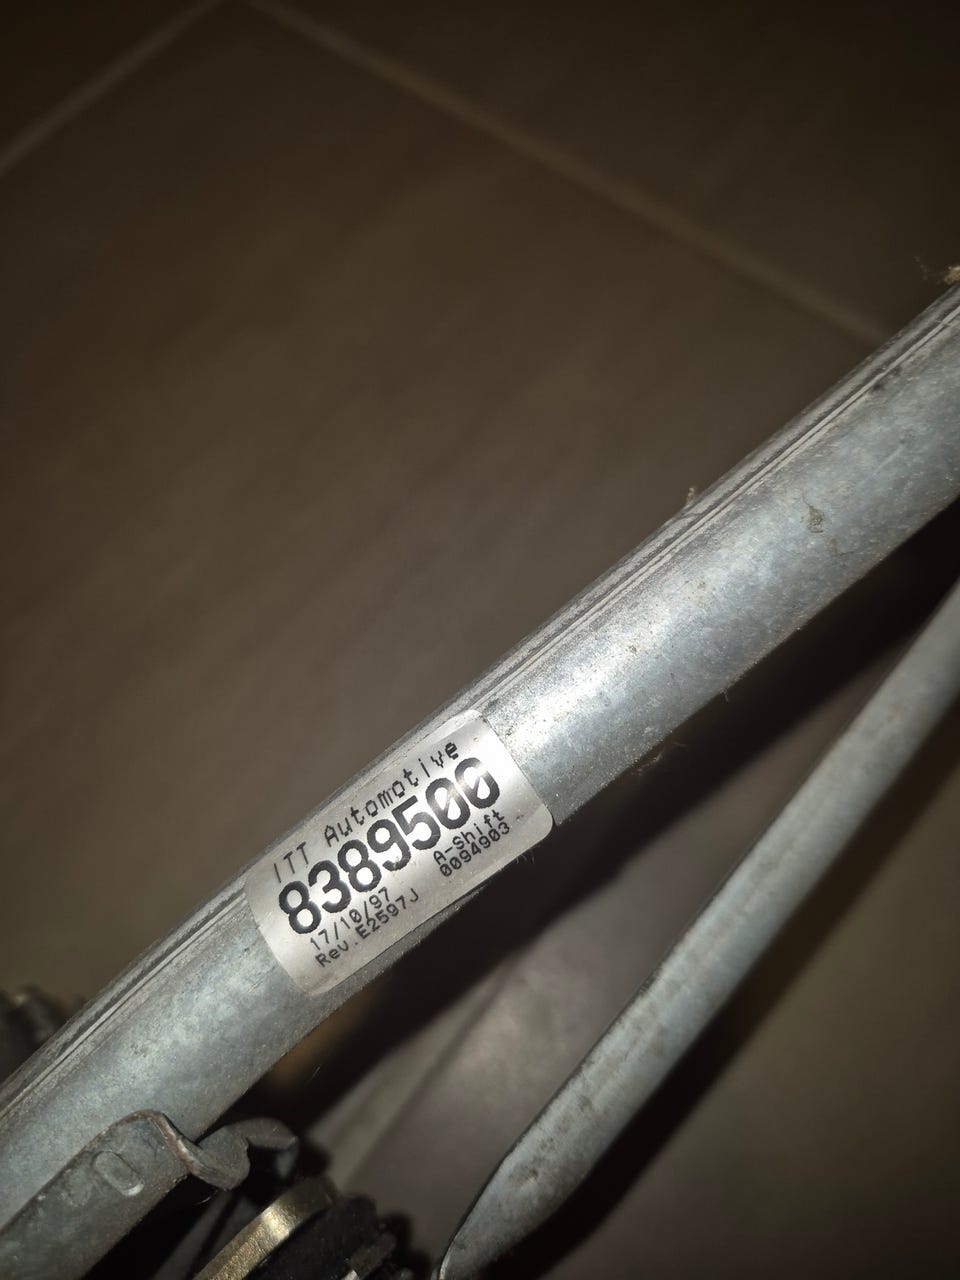 ITT Automotive
8389500
17/10/97 A-Shift
Rev.E2597J 0094903